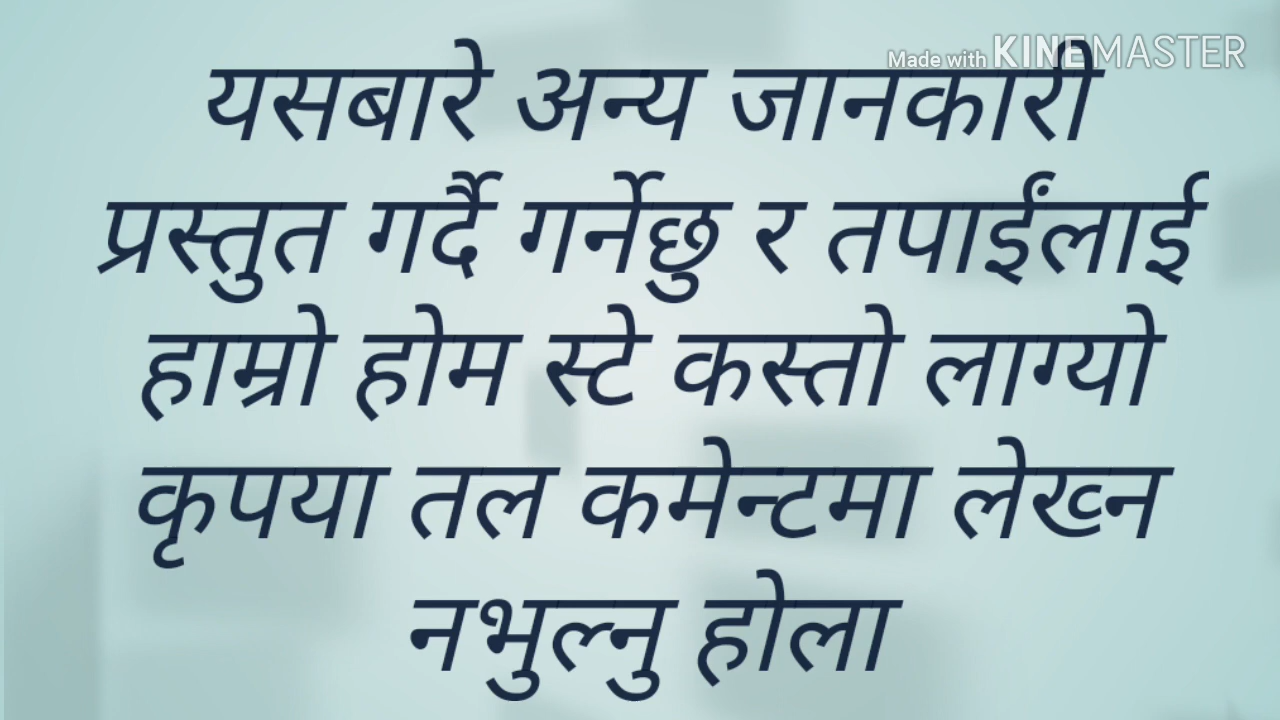 Made with KINEMASTER
यसबारे अन्य जानकारी
प्रस्तुत गर्दै गर्नेछु र तपाईंलाई
हाम्रो होम स्टे कस्तो लाग्यो
कृपया तल कमेन्टमा लेख्न
नभुल्नु होला